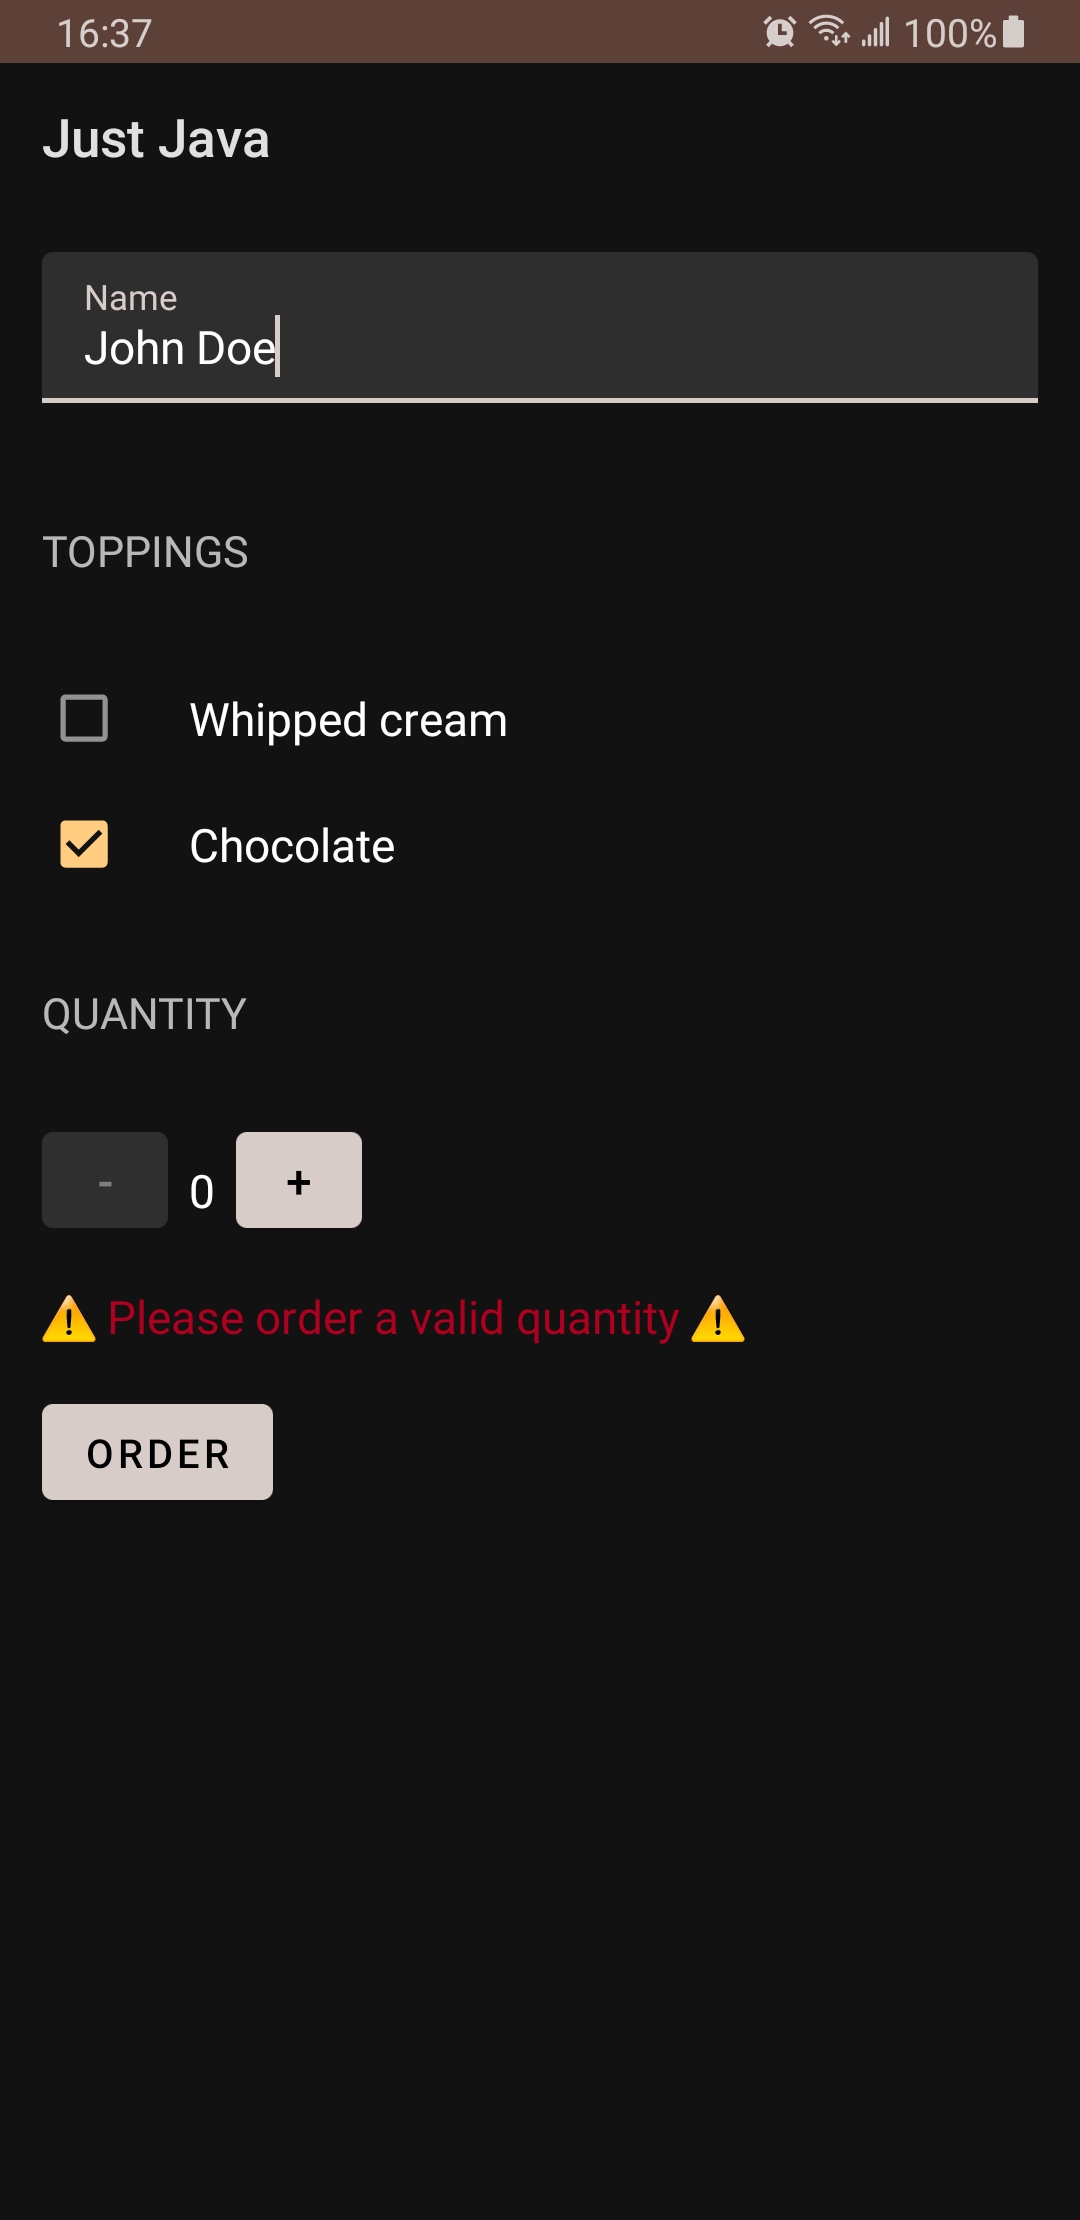 16:37 100%
Just Java
Name
John Doe
TOPPINGS
Whipped cream
Chocolate
QUANTITY
- 0 +
⚠️ Please order a valid quantity ⚠️
ORDER